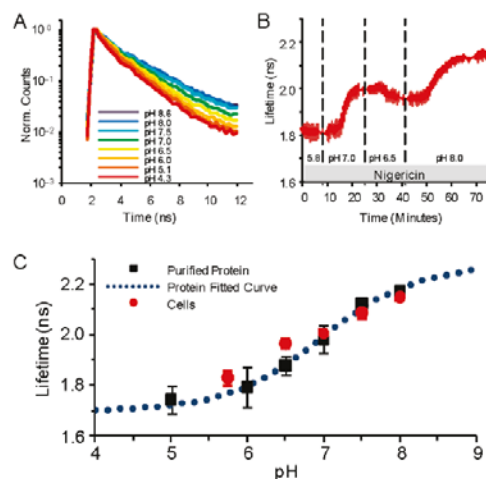 A
Norm. Counts
10⁰
10⁻¹
10⁻²
10⁻³
pH 8.6
pH 8.0
pH 7.5
pH 7.0
pH 6.5
pH 6.0
pH 5.1
pH 4.3
0 2 4 6 8 10 12
Time (ns)
B
Lifetime (ns)
2.2
2.0
1.8
1.6
5.8 pH 7.0 pH 6.5 pH 8.0
Nigericin
0 10 20 30 40 50 60 70
Time (Minutes)
C
Purified Protein
Protein Fitted Curve
Cells
Lifetime (ns)
2.2
2.0
1.8
1.6
4 5 6 7 8 9
pH